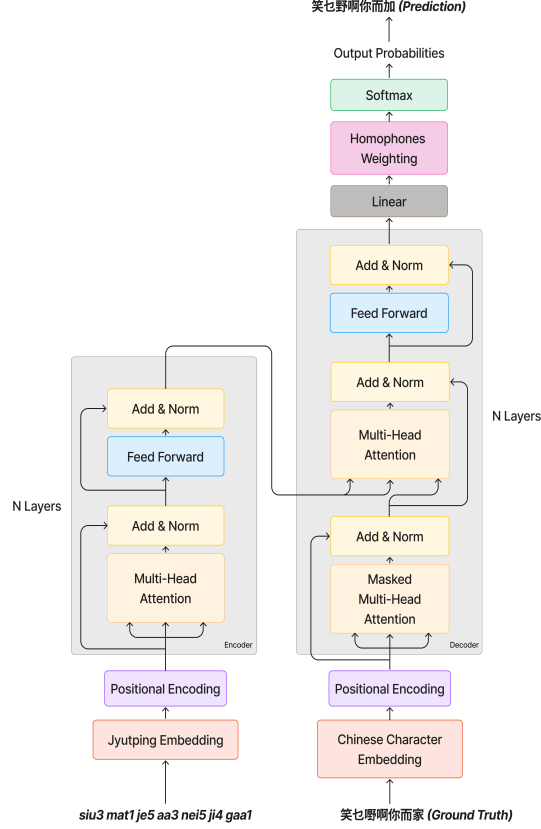 笑乜野啊你而加 (Prediction)
Output Probabilities
Softmax
Homophones
Weighting
Linear
Add & Norm
Feed Forward
Add & Norm
Multi-Head
Attention
N Layers
Add & Norm
Masked
Multi-Head
Attention
Decoder
Positional Encoding
Chinese Character
Embedding
笑乜嘢啊你而家 (Ground Truth)
Add & Norm
Feed Forward
N Layers
Add & Norm
Multi-Head
Attention
Encoder
Positional Encoding
Jyutping Embedding
siu3 mat1 je5 aa3 nei5 ji4 gaa1